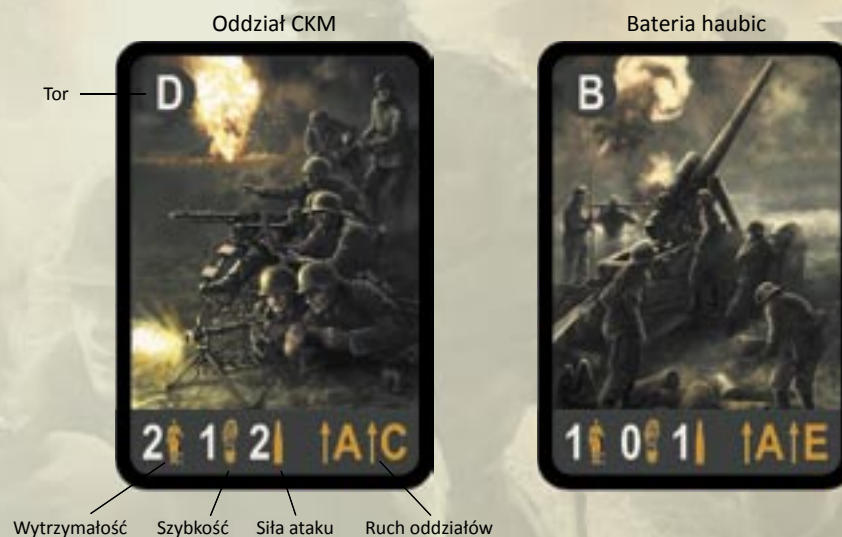 Oddział CKM
Bateria haubic
Tor
D
B
2 1 2 ↑A↑C
1 0 1 ↑A↑E
Wytrzymałość Szybkość Siła ataku Ruch oddziałów